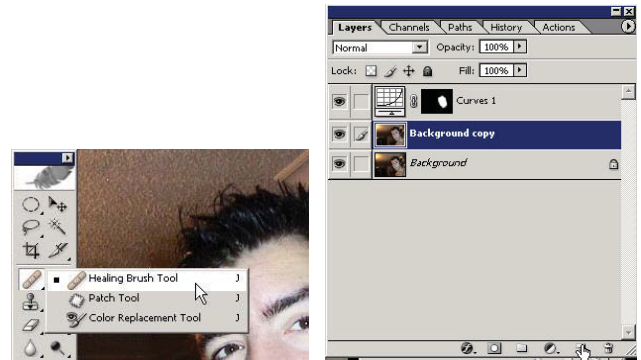 Layers Channels Paths History Actions
Normal Opacity: 100%
Lock: Fill: 100%
Curves 1
Background copy
Background
Healing Brush Tool J
Patch Tool J
Color Replacement Tool J